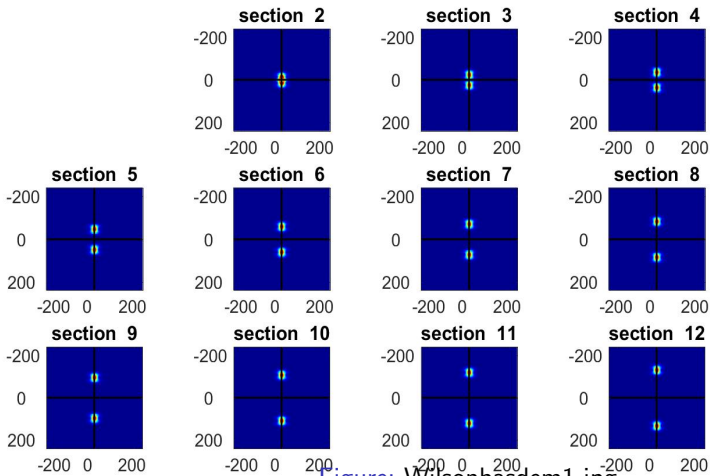 section 2 section 3 section 4
-200 -200 -200
0 0 0
200 200 200
-200 0 200 -200 0 200 -200 0 200
section 5 section 6 section 7 section 8
-200 -200 -200 -200
0 0 0 0
200 200 200 200
-200 0 200 -200 0 200 -200 0 200 -200 0 200
section 9 section 10 section 11 section 12
-200 -200 -200 -200
0 0 0 0
200 200 200 200
-200 0 200 -200 0 200 -200 0 200 -200 0 200
Figure: Wilsonbasdem1.jpg